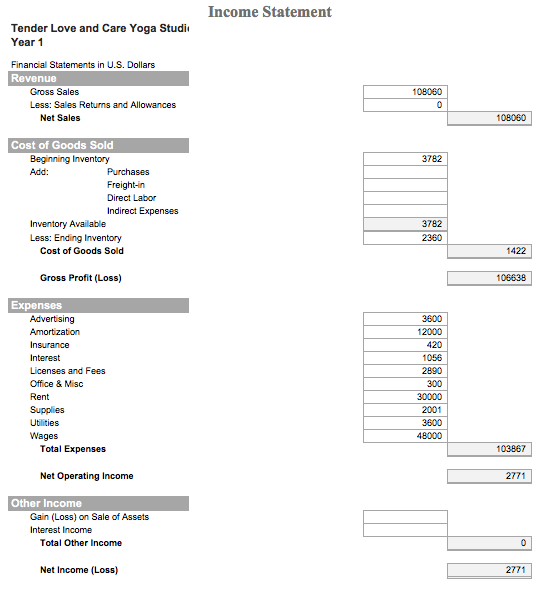 Income Statement
Tender Love and Care Yoga Studi
Year 1
Financial Statements in U.S. Dollars
Revenue
Gross Sales 108060
Less: Sales Returns and Allowances 0
Net Sales 108060
Cost of Goods Sold
Beginning Inventory 3782
Add: Purchases
Freight-in
Direct Labor
Indirect Expenses
Inventory Available 3782
Less: Ending Inventory 2360
Cost of Goods Sold 1422
Gross Profit (Loss) 106638
Expenses
Advertising 3600
Amortization 12000
Insurance 420
Interest 1056
Licenses and Fees 2890
Office & Misc 300
Rent 30000
Supplies 2001
Utilities 3600
Wages 48000
Total Expenses 103867
Net Operating Income 2771
Other Income
Gain (Loss) on Sale of Assets
Interest Income
Total Other Income 0
Net Income (Loss) 2771